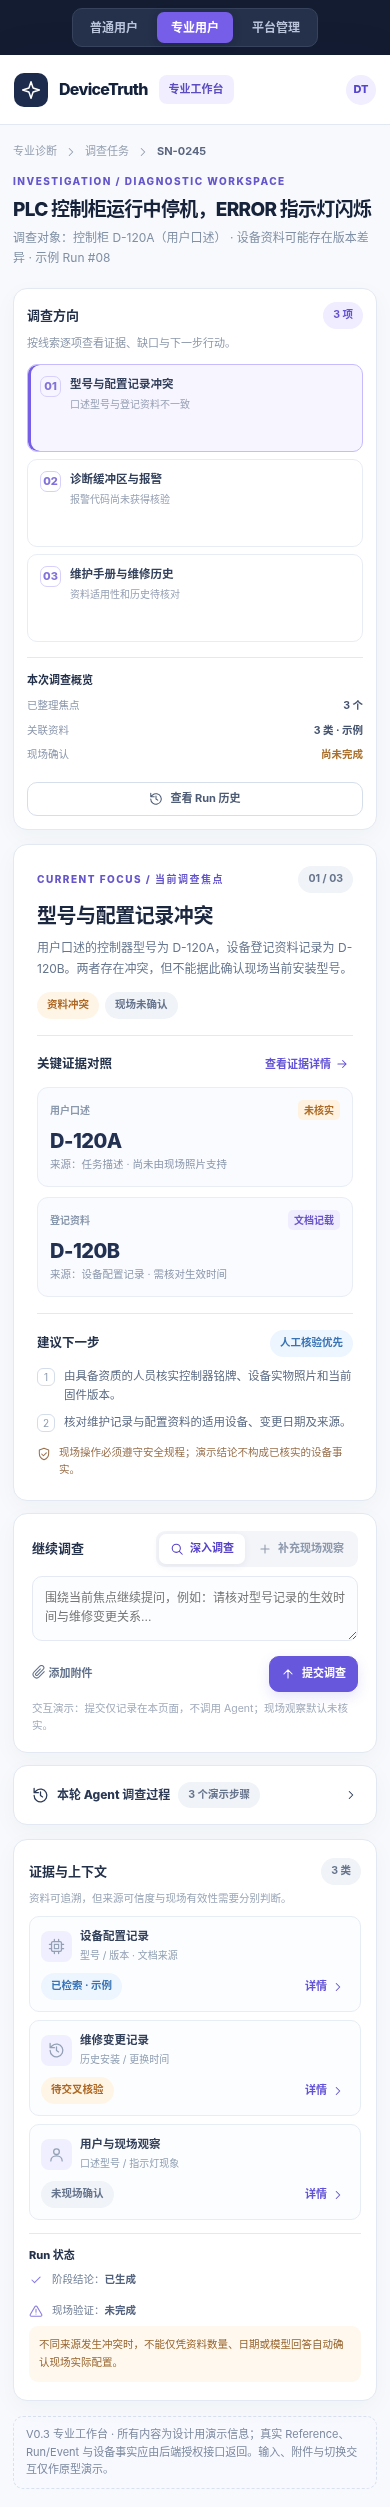 普通用户 专业用户 平台管理
DeviceTruth 专业工作台 DT
专业诊断 > 调查任务 > SN-0245
INVESTIGATION / DIAGNOSTIC WORKSPACE
PLC 控制柜运行中停机，ERROR 指示灯闪烁
调查对象：控制柜 D-120A（用户口述） · 设备资料可能存在版本差
异 · 示例 Run #08
调查方向 3 项
按线索逐项查看证据、缺口与下一步行动。
01 型号与配置记录冲突
口述型号与登记资料不一致
02 诊断缓冲区与报警
报警代码尚未获得核验
03 维护手册与维修历史
资料适用性和历史待核对
本次调查概览
已整理焦点 3 个
关联资料 3 类 · 示例
现场确认 尚未完成
查看 Run 历史
CURRENT FOCUS / 当前调查焦点 01 / 03
型号与配置记录冲突
用户口述的控制器型号为 D-120A，设备登记资料记录为 D-
120B。两者存在冲突，但不能据此确认现场当前安装型号。
资料冲突 现场未确认
关键证据对照 查看证据详情 →
用户口述 未核实
D-120A
来源：任务描述 · 尚未由现场照片支持
登记资料 文档记载
D-120B
来源：设备配置记录 · 需核对生效时间
建议下一步 人工核验优先
1 由具备资质的人员核实控制器铭牌、设备实物照片和当前
固件版本。
2 核对维护记录与配置资料的适用设备、变更日期及来源。
现场操作必须遵守安全规程；演示结论不构成已核实的设备事
实。
继续调查 深入调查 补充现场观察
围绕当前焦点继续提问，例如：请核对型号记录的生效时
间与维修变更关系...
添加附件 提交调查
交互演示：提交仅记录在本页面，不调用 Agent；现场观察默认未核
实。
本轮 Agent 调查过程 3 个演示步骤
证据与上下文 3 类
资料可追溯，但来源可信度与现场有效性需要分别判断。
设备配置记录
型号 / 版本 · 文档来源
已检索 · 示例 详情
维修变更记录
历史安装 / 更换时间
待交叉核验 详情
用户与现场观察
口述型号 / 指示灯现象
未现场确认 详情
Run 状态
阶段结论：已生成
现场验证：未完成
不同来源发生冲突时，不能仅凭资料数量、日期或模型回答自动确
认现场实际配置。
V0.3 专业工作台 · 所有内容为设计用演示信息；真实 Reference、
Run/Event 与设备事实应由后端授权接口返回。输入、附件与切换交
互仅作原型演示。